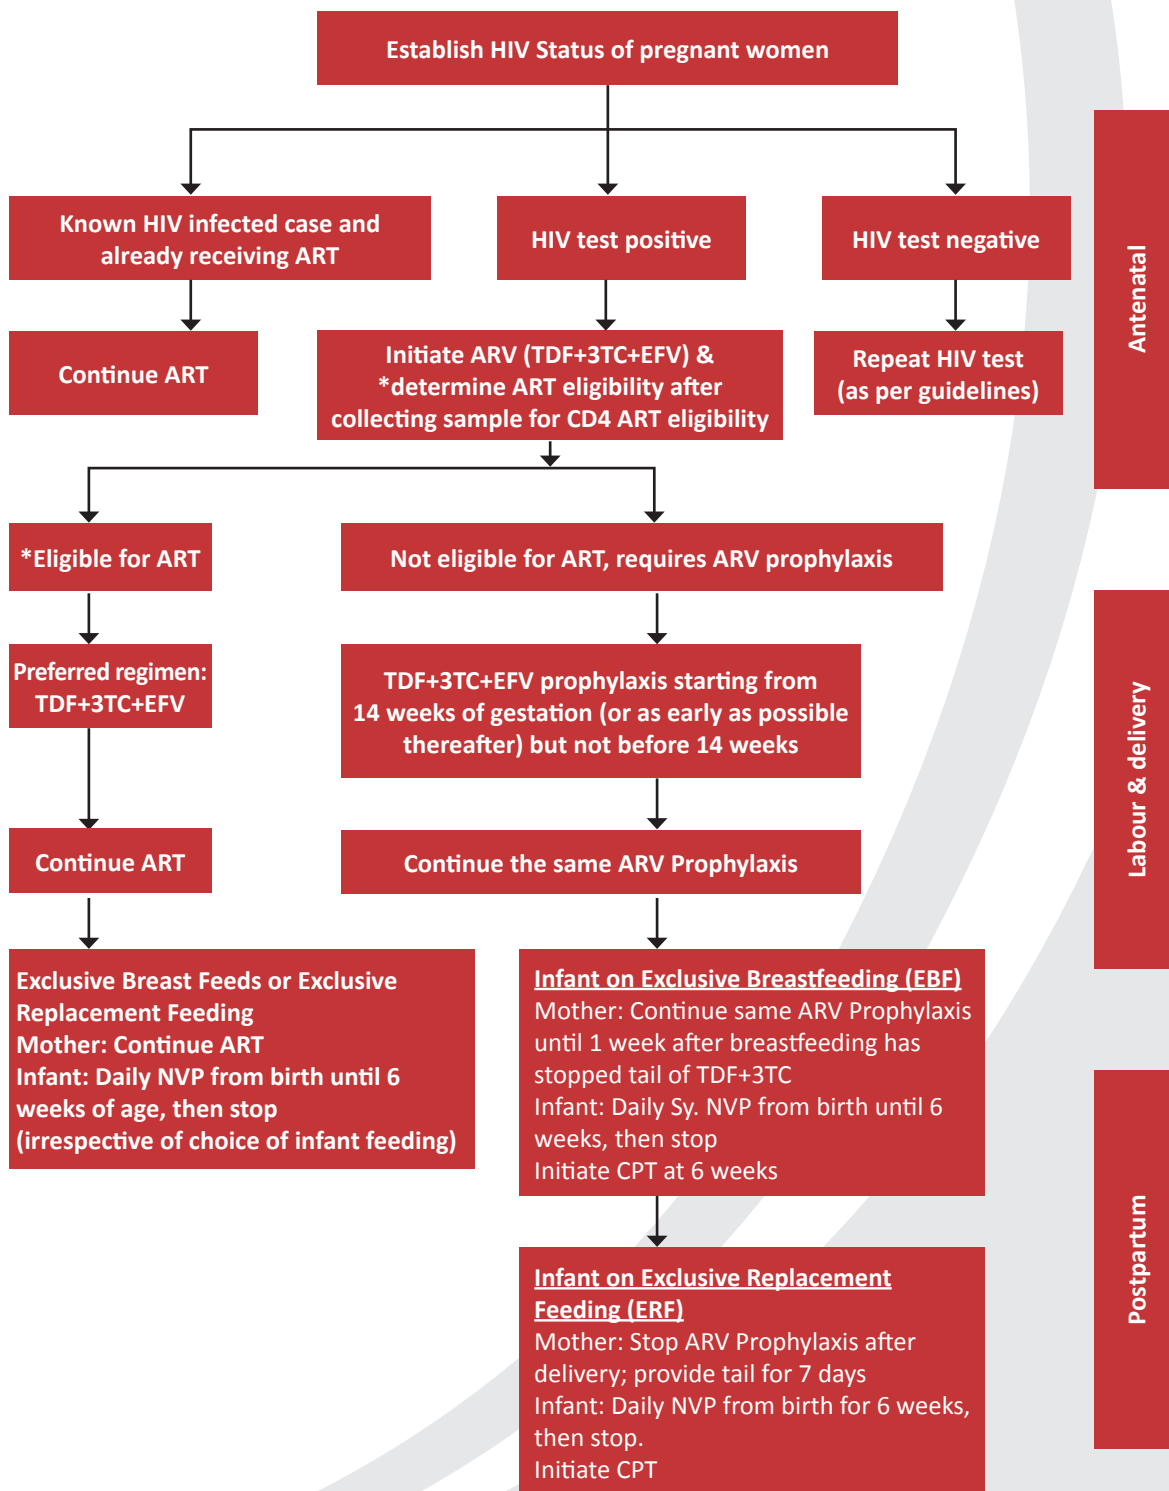 Establish HIV Status of pregnant women
Known HIV infected case and
already receiving ART
HIV test positive
HIV test negative
Antenatal
Continue ART
Initiate ARV (TDF+3TC+EFV) &
*determine ART eligibility after
collecting sample for CD4 ART eligibility
Repeat HIV test
(as per guidelines)
*Eligible for ART
Not eligible for ART, requires ARV prophylaxis
Preferred regimen:
TDF+3TC+EFV
TDF+3TC+EFV prophylaxis starting from
14 weeks of gestation (or as early as possible
thereafter) but not before 14 weeks
Labour & delivery
Continue ART
Continue the same ARV Prophylaxis
Exclusive Breast Feeds or Exclusive
Replacement Feeding
Mother: Continue ART
Infant: Daily NVP from birth until 6
weeks of age, then stop
(irrespective of choice of infant feeding)
Infant on Exclusive Breastfeeding (EBF)
Mother: Continue same ARV Prophylaxis
until 1 week after breastfeeding has
stopped tail of TDF+3TC
Infant: Daily Sy. NVP from birth until 6
weeks, then stop
Initiate CPT at 6 weeks
Postpartum
Infant on Exclusive Replacement
Feeding (ERF)
Mother: Stop ARV Prophylaxis after
delivery; provide tail for 7 days
Infant: Daily NVP from birth for 6 weeks,
then stop.
Initiate CPT